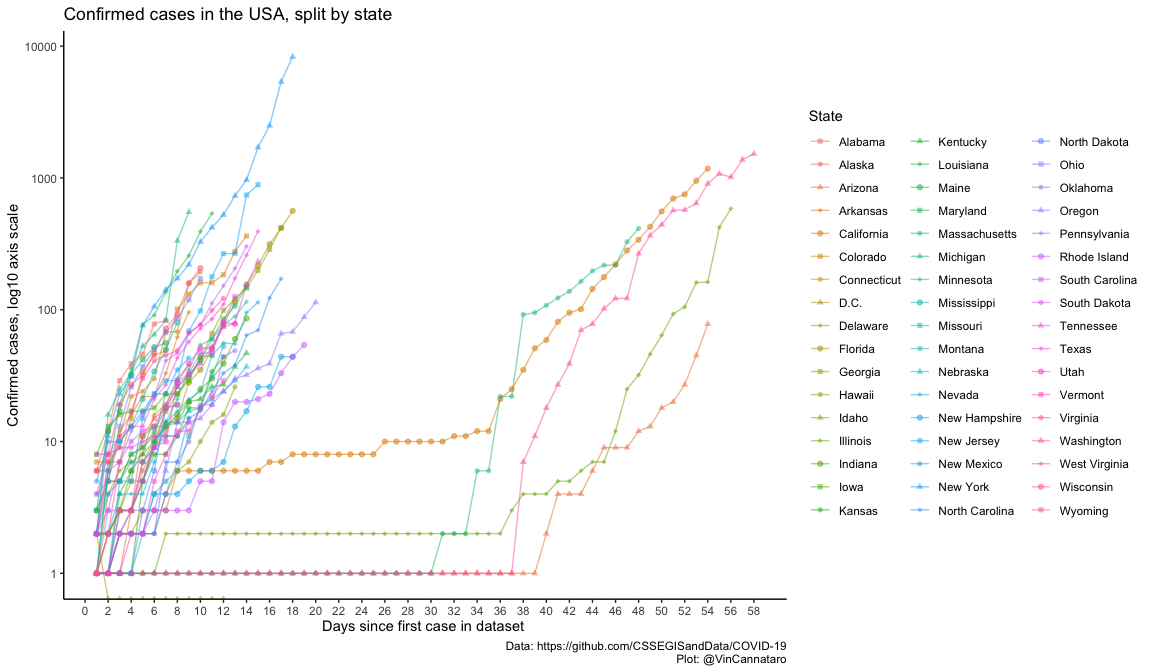 Confirmed cases in the USA, split by state
Confirmed cases, log10 axis scale
10000
1000
100
10
1
0 2 4 6 8 10 12 14 16 18 20 22 24 26 28 30 32 34 36 38 40 42 44 46 48 50 52 54 56 58
Days since first case in dataset
State
Alabama
Alaska
Arizona
Arkansas
California
Colorado
Connecticut
D.C.
Delaware
Florida
Georgia
Hawaii
Idaho
Illinois
Indiana
Iowa
Kansas
Kentucky
Louisiana
Maine
Maryland
Massachusetts
Michigan
Minnesota
Mississippi
Missouri
Montana
Nebraska
Nevada
New Hampshire
New Jersey
New Mexico
New York
North Carolina
North Dakota
Ohio
Oklahoma
Oregon
Pennsylvania
Rhode Island
South Carolina
South Dakota
Tennessee
Texas
Utah
Vermont
Virginia
Washington
West Virginia
Wisconsin
Wyoming
Data: https://github.com/CSSEGISandData/COVID-19
Plot: @VinCannataro